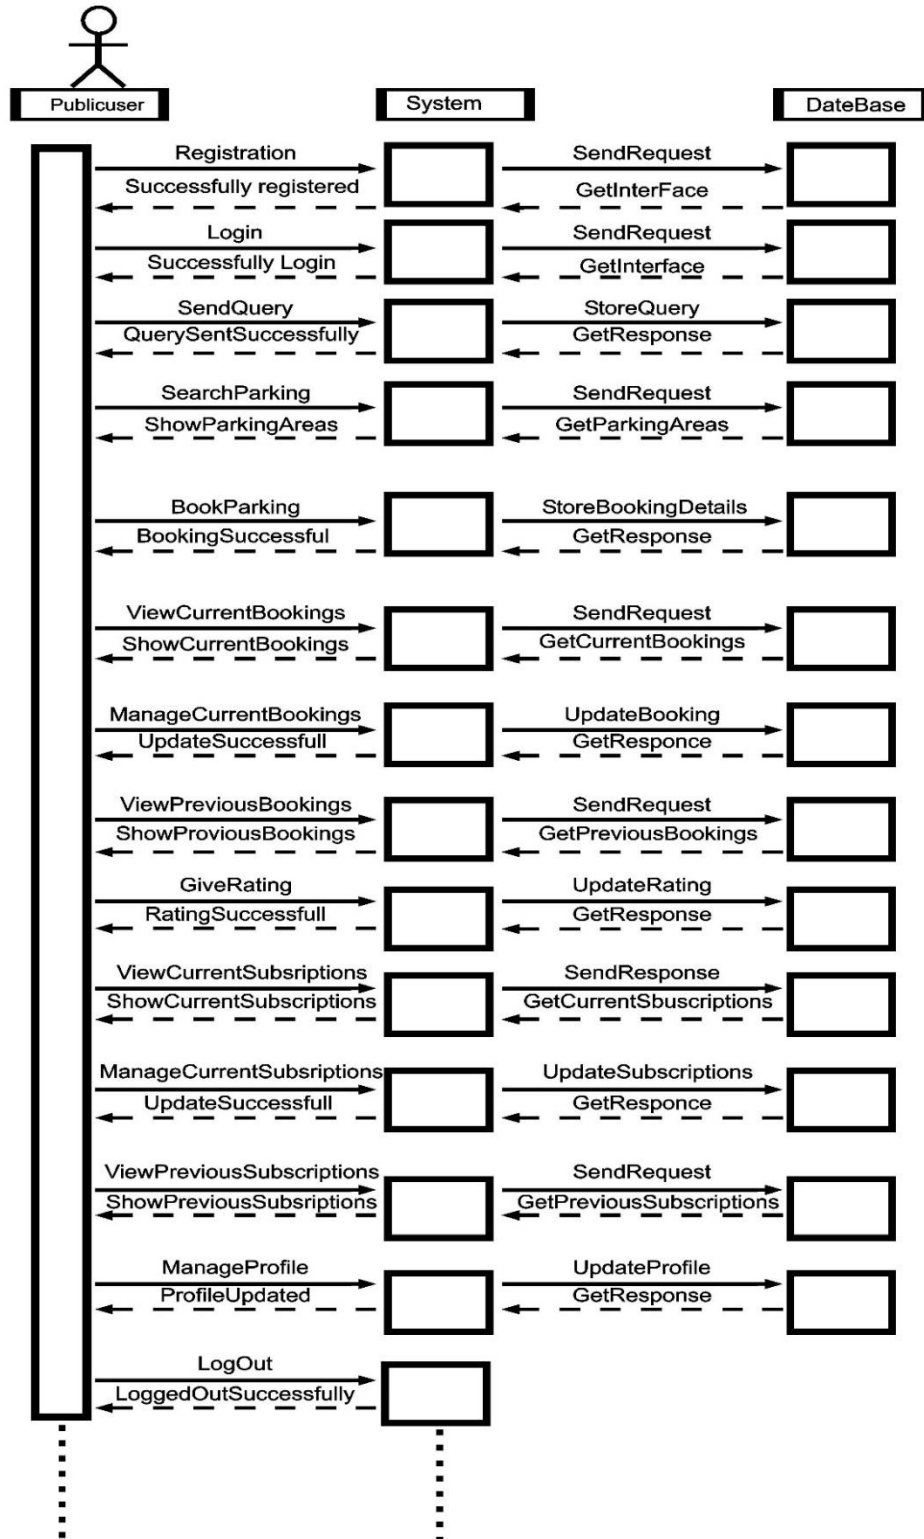 Publicuser
System
DateBase
Registration
SendRequest
Successfully registered
GetInterFace
Login
SendRequest
Successfully Login
GetInterface
SendQuery
StoreQuery
QuerySentSuccessfully
GetResponse
SearchParking
SendRequest
ShowParkingAreas
GetParkingAreas
BookParking
StoreBookingDetails
BookingSuccessful
GetResponse
ViewCurrentBookings
SendRequest
ShowCurrentBookings
GetCurrentBookings
ManageCurrentBookings
UpdateBooking
UpdateSuccessfull
GetResponce
ViewPreviousBookings
SendRequest
ShowProviousBookings
GetPreviousBookings
GiveRating
UpdateRating
RatingSuccessfull
GetResponse
ViewCurrentSubsriptions
SendResponse
ShowCurrentSubscriptions
GetCurrentSbuscriptions
ManageCurrentSubsriptions
UpdateSubscriptions
UpdateSuccessfull
GetResponce
ViewPreviousSubscriptions
SendRequest
ShowPreviousSubsriptions
GetPreviousSubscriptions
ManageProfile
UpdateProfile
ProfileUpdated
GetResponse
LogOut
LoggedOutSuccessfully